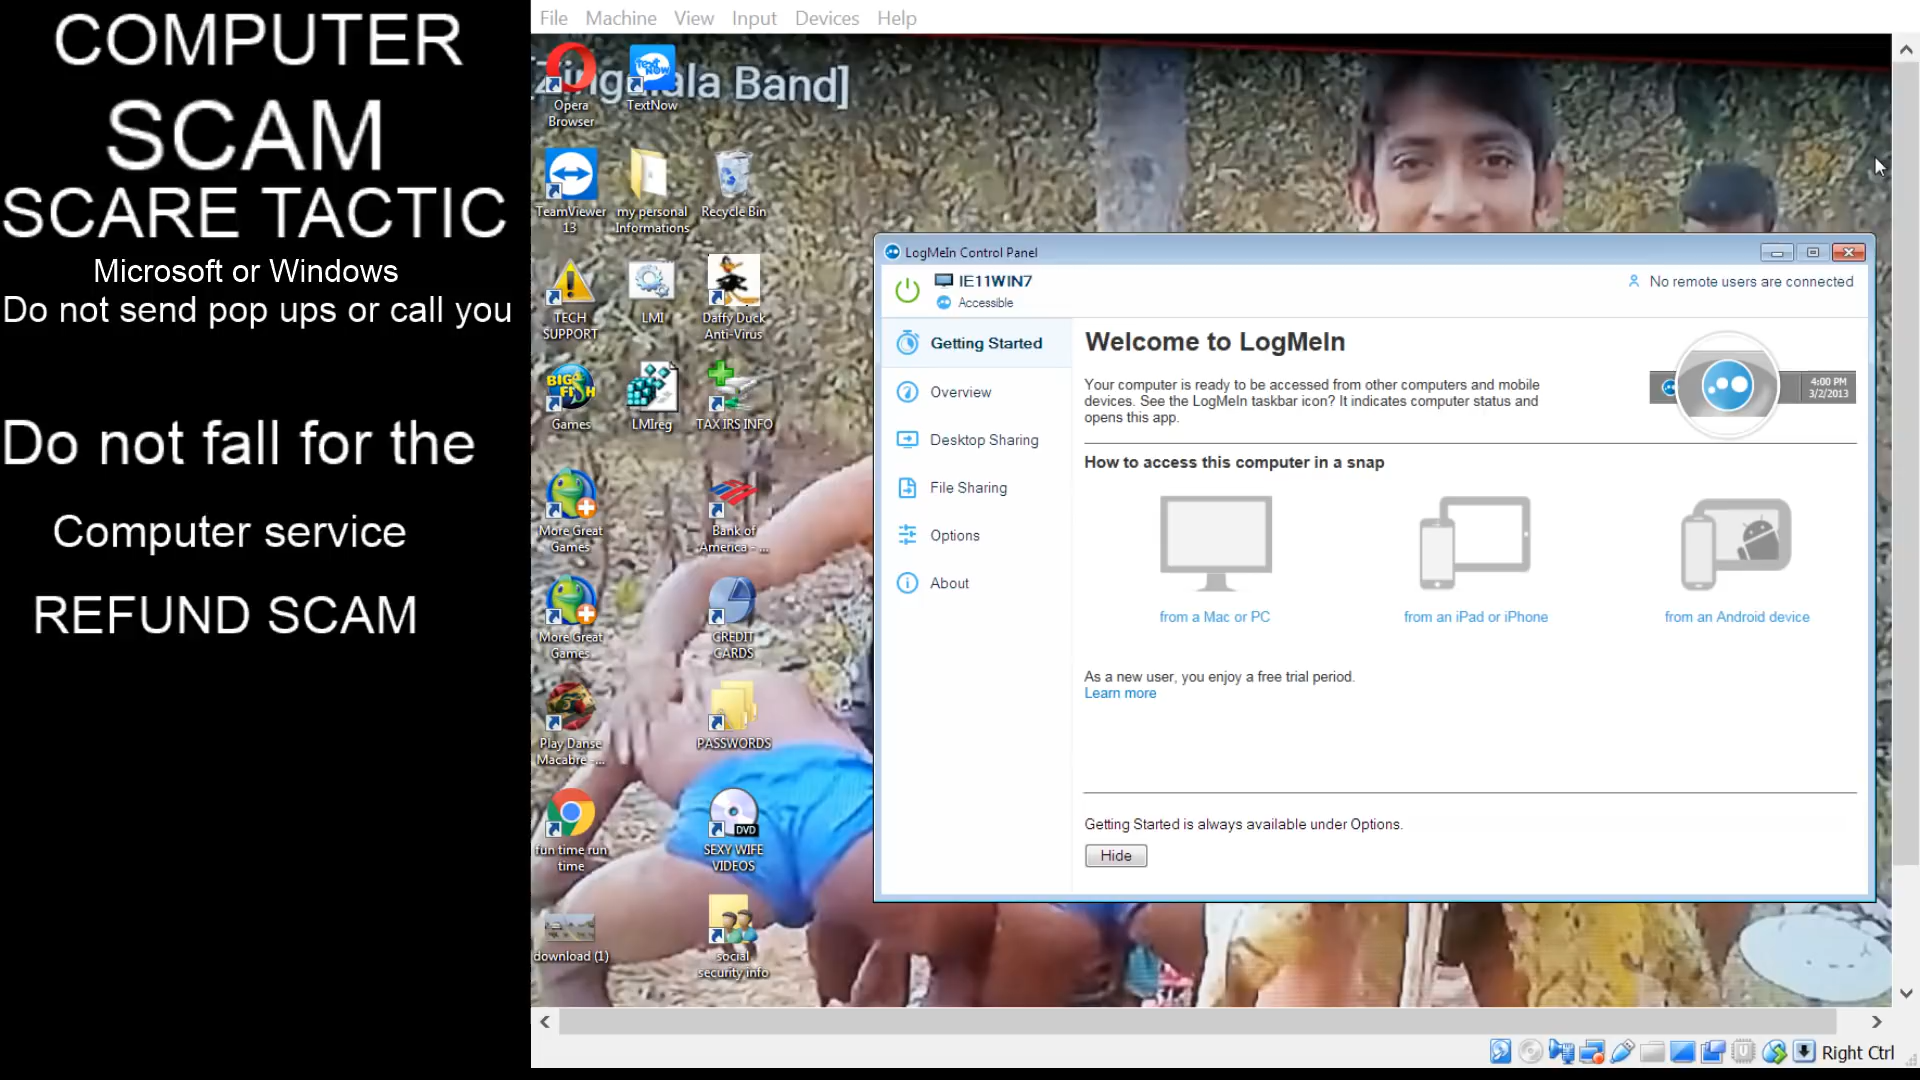 COMPUTER
SCAM
SCARE TACTIC
Microsoft or Windows
Do not send pop ups or call you
Do not fall for the
Computer service
REFUND SCAM
File Machine View Input Devices Help
Band]
Opera
Browser
TextNow
TeamViewer
13
my personal
Informations
Recycle Bin
TECH
SUPPORT
LMI
Daffy Duck
Anti-Virus
BIG
FISH
Games
LMIreg
TAX IRS INFO
More Great
Games
Bank of
America - ...
More Great
Games
CREDIT
CARDS
Play Danse
Macabre -...
PASSWORDS
fun time run
time
DVD
SEXY WIFE
VIDEOS
download (1)
social
security info
LogMeIn Control Panel
IE11WIN7
Accessible
No remote users are connected
Getting Started
Overview
Desktop Sharing
File Sharing
Options
About
Welcome to LogMeIn
Your computer is ready to be accessed from other computers and mobile
devices. See the LogMeIn taskbar icon? It indicates computer status and
opens this app.
4:00 PM
3/2/2013
How to access this computer in a snap
from a Mac or PC
from an iPad or iPhone
from an Android device
As a new user, you enjoy a free trial period.
Learn more
Getting Started is always available under Options.
Hide
Right Ctrl